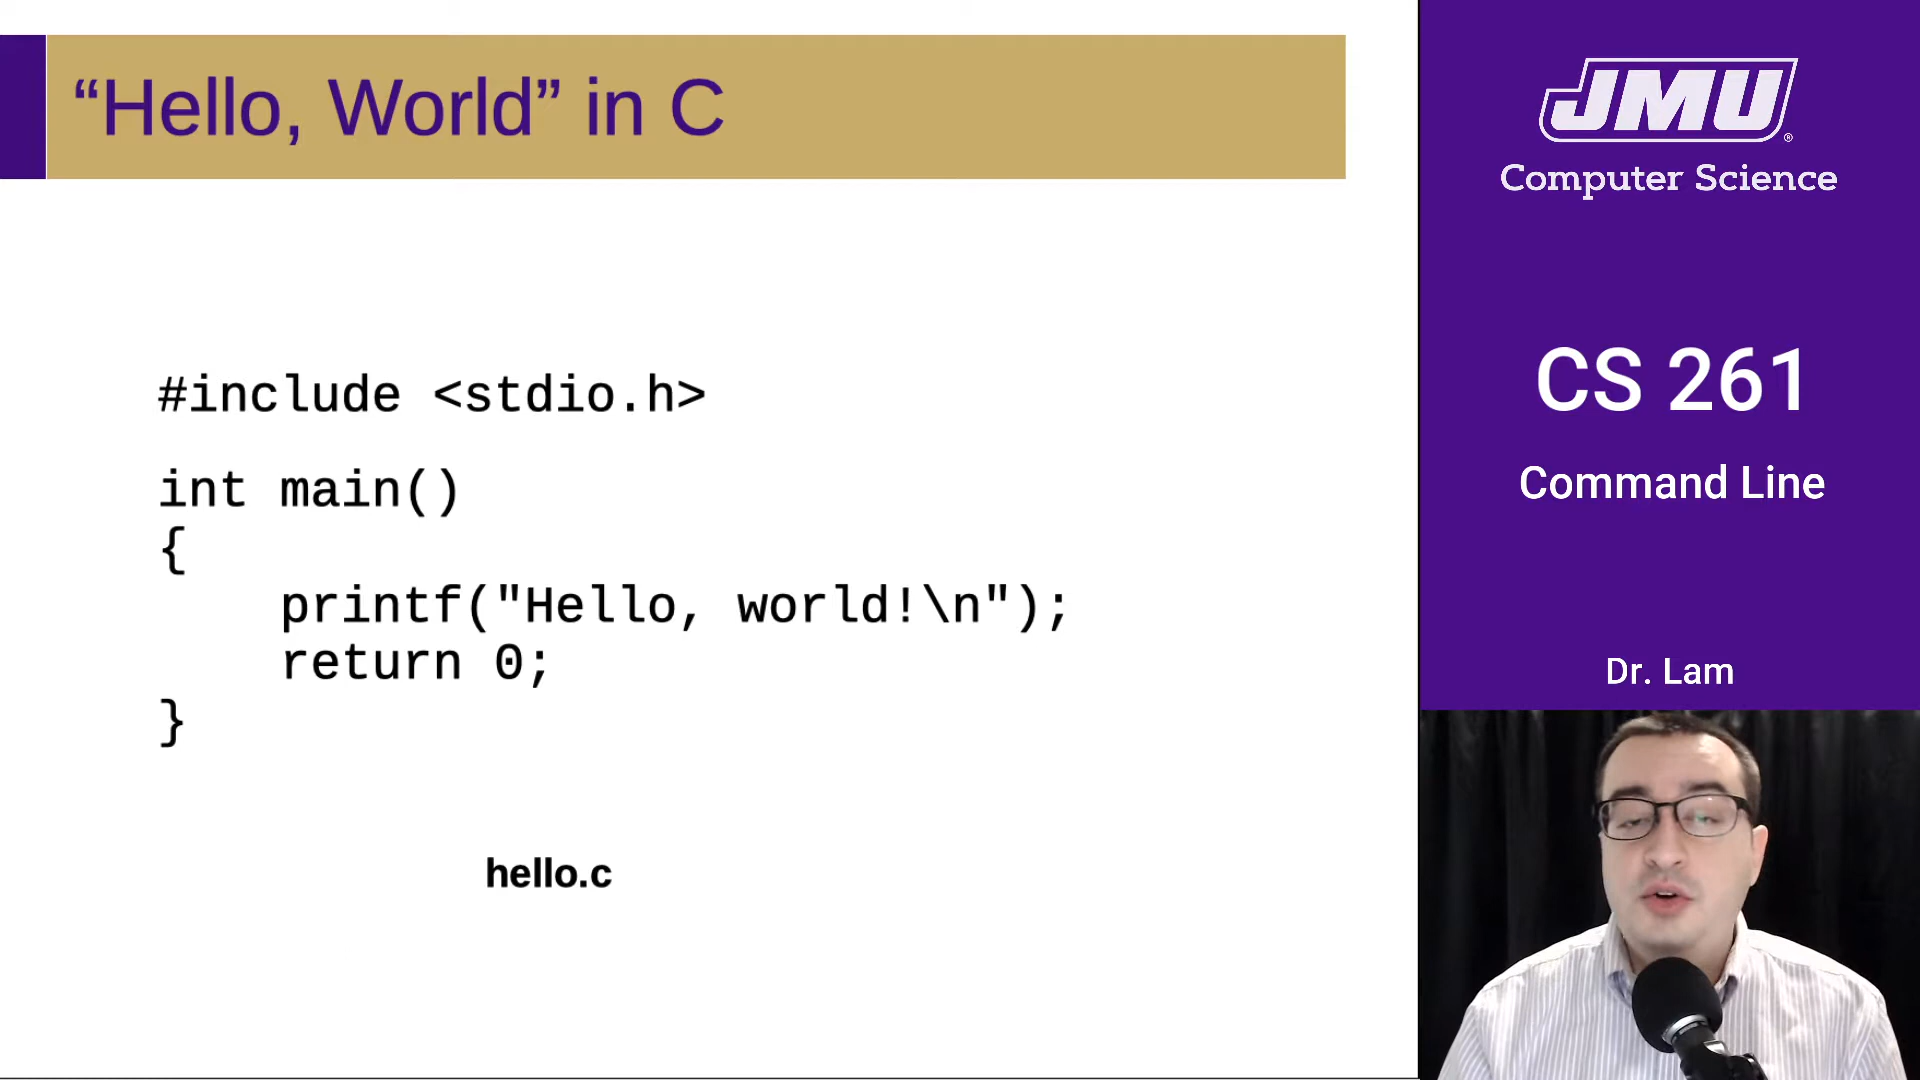 “Hello, World” in C
#include <stdio.h>
int main()
{
    printf("Hello, world!\n");
    return 0;
}
hello.c
JMU®
Computer Science
CS 261
Command Line
Dr. Lam